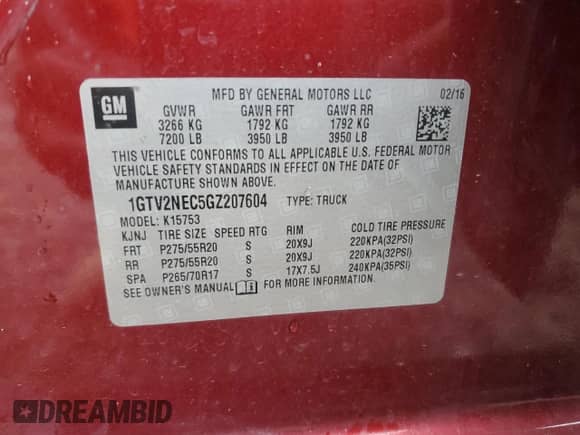 GM
MFD BY GENERAL MOTORS LLC 02/16
GVWR GAWR FRT GAWR RR
3266 KG 1792 KG 1792 KG
7200 LB 3950 LB 3950 LB
THIS VEHICLE CONFORMS TO ALL APPLICABLE U.S. FEDERAL MOTOR
VEHICLE SAFETY STANDARDS IN EFFECT ON THE DATE OF
MANUFACTURE SHOWN ABOVE.
1GTV2NEC5GZ207604 TYPE: TRUCK
MODEL: K15753
KJNJ TIRE SIZE SPEED RTG RIM COLD TIRE PRESSURE
FRT P275/55R20 S 20X9J 220KPA(32PSI)
RR P275/55R20 S 20X9J 220KPA(32PSI)
SPA P265/70R17 S 17X7.5J 240KPA(35PSI)
SEE OWNER'S MANUAL FOR MORE INFORMATION.
DREAMBID